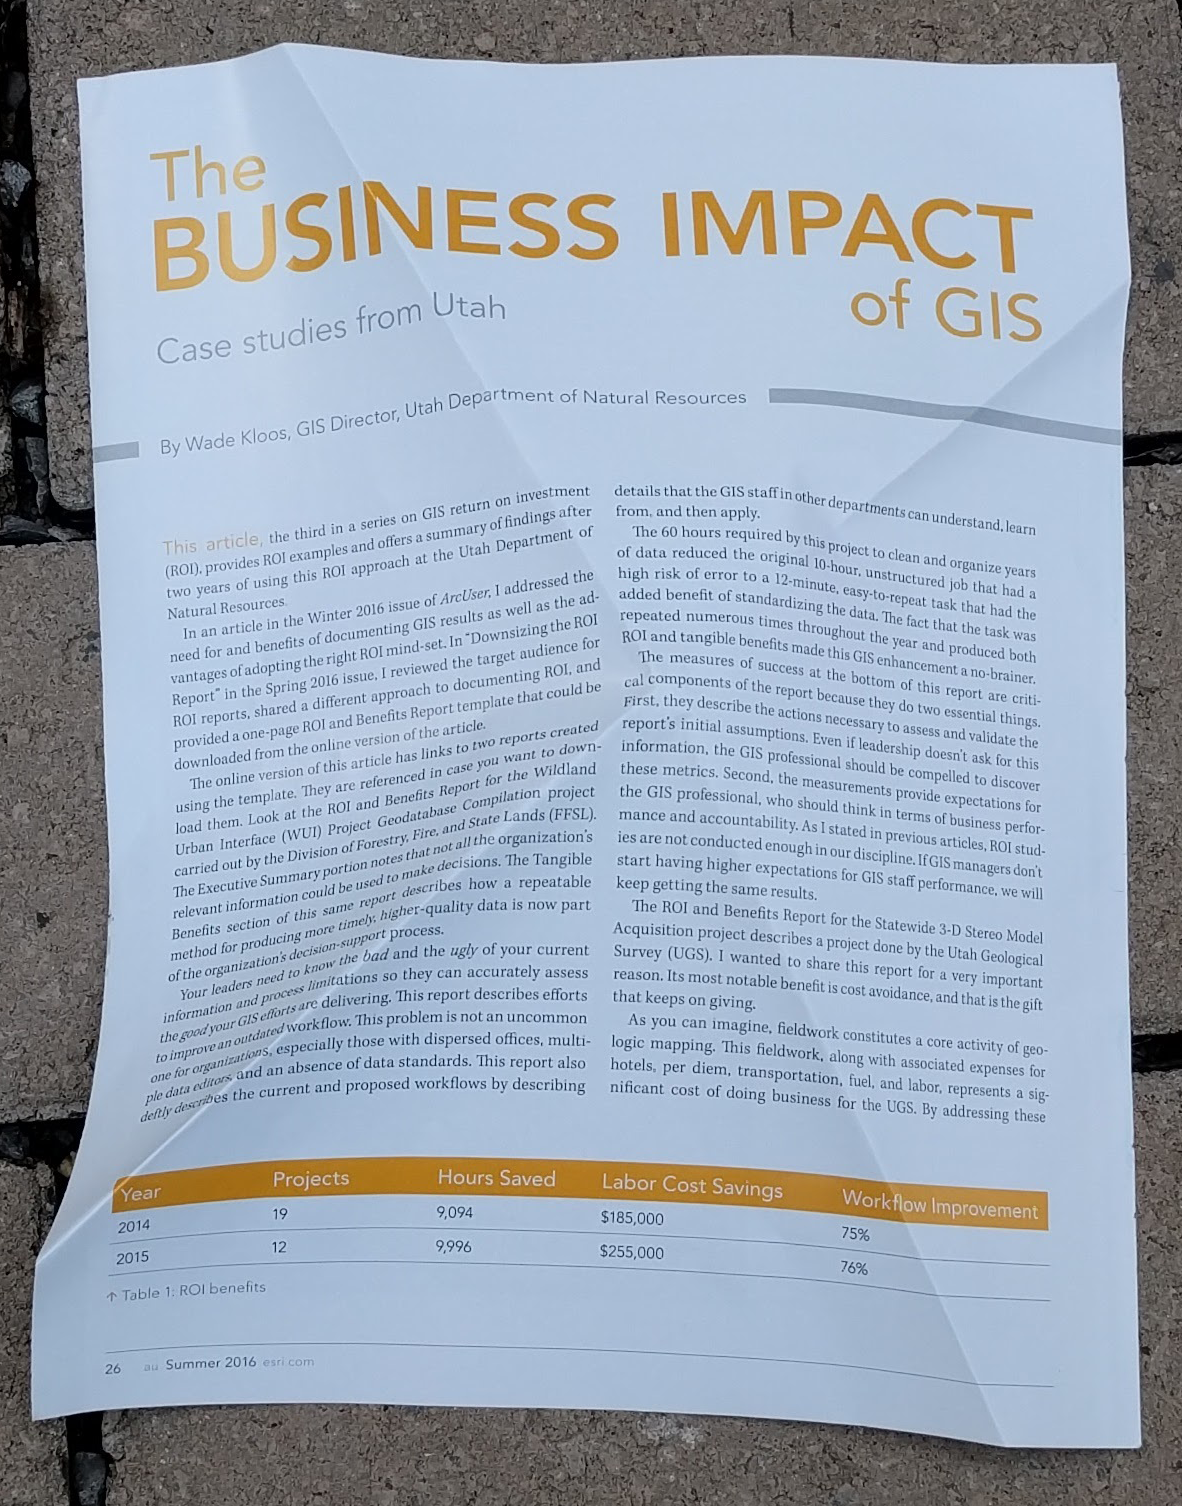 The
BUSINESS IMPACT
of GIS
Case studies from Utah
By Wade Kloos, GIS Director, Utah Department of Natural Resources
This article, the third in a series on GIS return on investment
(ROI), provides ROI examples and offers a summary of findings after
two years of using this ROI approach at the Utah Department of
Natural Resources.
In an article in the Winter 2016 issue of ArcUser, I addressed the
need for and benefits of documenting GIS results as well as the ad-
vantages of adopting the right ROI mind-set. In "Downsizing the ROI
Report" in the Spring 2016 issue, I reviewed the target audience for
ROI reports, shared a different approach to documenting ROI, and
provided a one-page ROI and Benefits Report template that could be
downloaded from the online version of the article.
The online version of this article has links to two reports created
using the template. They are referenced in case you want to down-
load them. Look at the ROI and Benefits Report for the Wildland
Urban Interface (WUI) Project Geodatabase Compilation project
carried out by the Division of Forestry, Fire, and State Lands (FFSL).
The Executive Summary portion notes that not all the organization's
relevant information could be used to make decisions. The Tangible
Benefits section of this same report describes how a repeatable
method for producing more timely, higher-quality data is now part
of the organization's decision-support process.
Your leaders need to know the bad and the ugly of your current
information and process limitations so they can accurately assess
the good your GIS efforts are delivering. This report describes efforts
to improve an outdated workflow. This problem is not an uncommon
one for organizations, especially those with dispersed offices, multi-
ple data editors, and an absence of data standards. This report also
deftly describes the current and proposed workflows by describing
details that the GIS staff in other departments can understand, learn
from, and then apply.
The 60 hours required by this project to clean and organize years
of data reduced the original 10-hour, unstructured job that had a
high risk of error to a 12-minute, easy-to-repeat task that had the
added benefit of standardizing the data. The fact that the task was
repeated numerous times throughout the year and produced both
ROI and tangible benefits made this GIS enhancement a no-brainer.
The measures of success at the bottom of this report are criti-
cal components of the report because they do two essential things.
First, they describe the actions necessary to assess and validate the
report's initial assumptions. Even if leadership doesn't ask for this
information, the GIS professional should be compelled to discover
these metrics. Second, the measurements provide expectations for
the GIS professional, who should think in terms of business perfor-
mance and accountability. As I stated in previous articles, ROI stud-
ies are not conducted enough in our discipline. If GIS managers don't
start having higher expectations for GIS staff performance, we will
keep getting the same results.
The ROI and Benefits Report for the Statewide 3-D Stereo Model
Acquisition project describes a project done by the Utah Geological
Survey (UGS). I wanted to share this report for a very important
reason. Its most notable benefit is cost avoidance, and that is the gift
that keeps on giving.
As you can imagine, fieldwork constitutes a core activity of geo-
logic mapping. This fieldwork, along with associated expenses for
hotels, per diem, transportation, fuel, and labor, represents a sig-
nificant cost of doing business for the UGS. By addressing these
Year Projects Hours Saved Labor Cost Savings Workflow Improvement
2014 19 9,094 $185,000 75%
2015 12 9,996 $255,000 76%
↑ Table 1: ROI benefits
26 au Summer 2016 esri.com